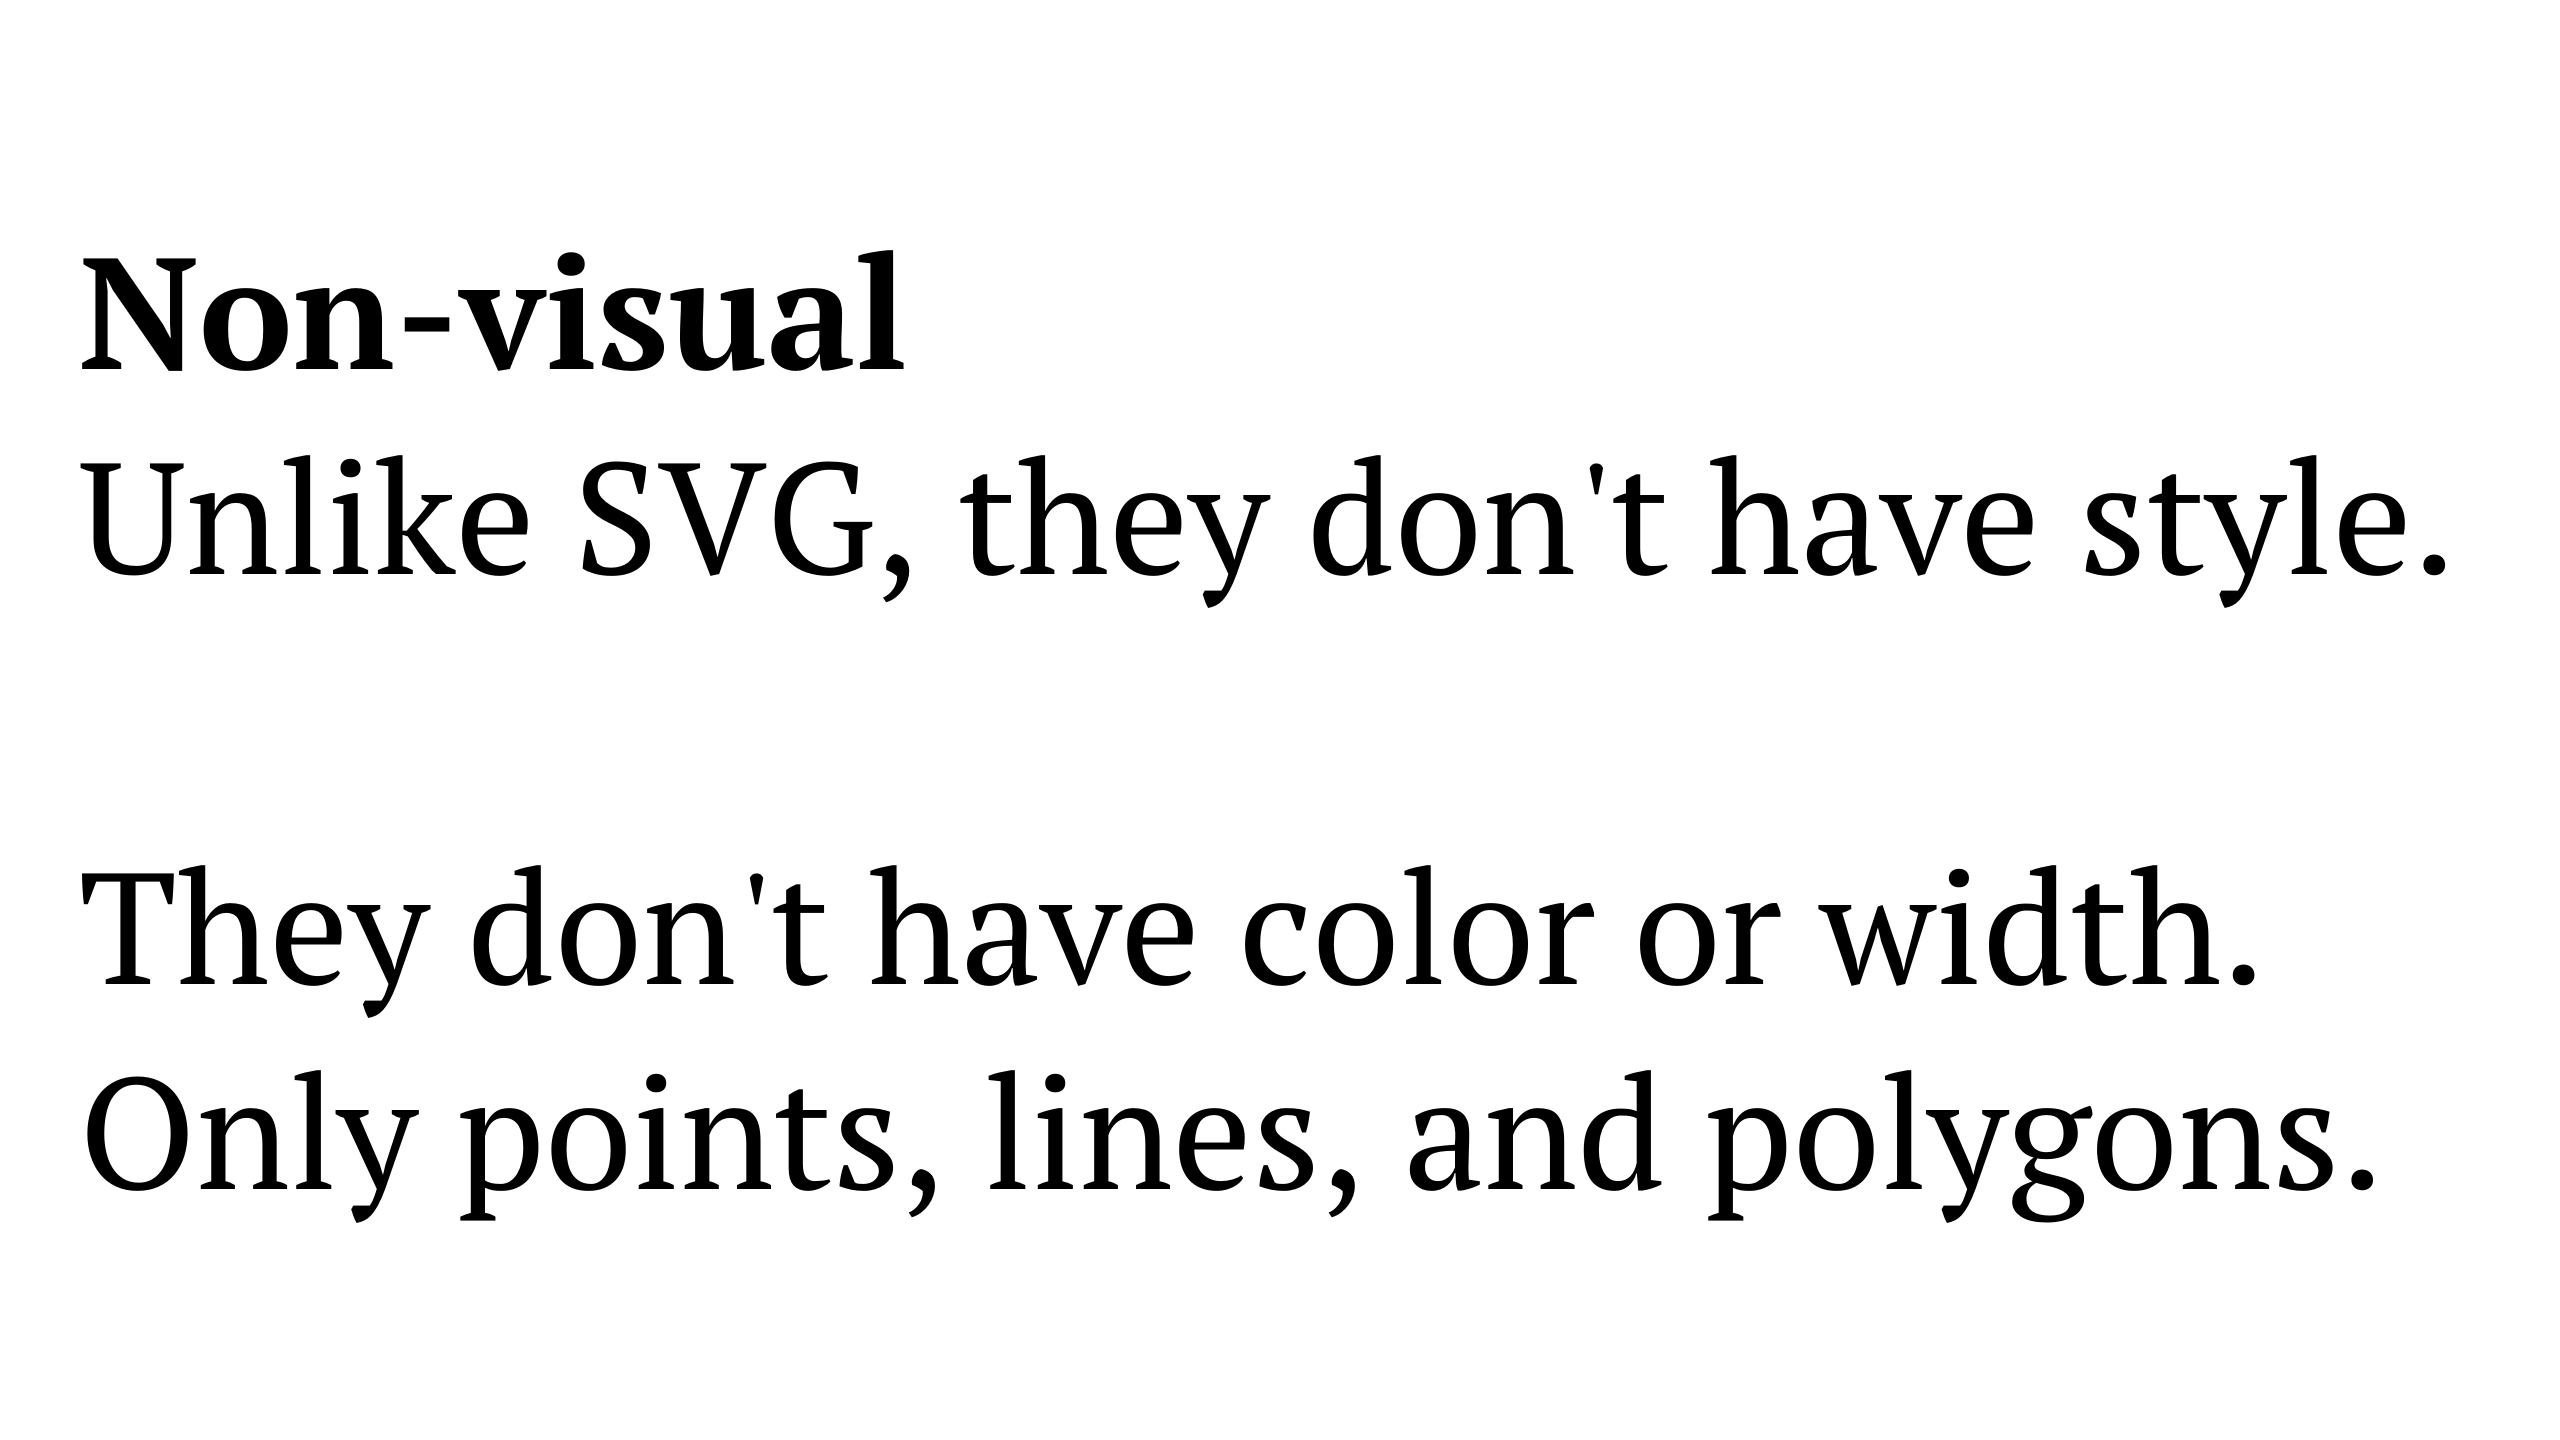 Non-visual
Unlike SVG, they don't have style.
They don't have color or width.
Only points, lines, and polygons.